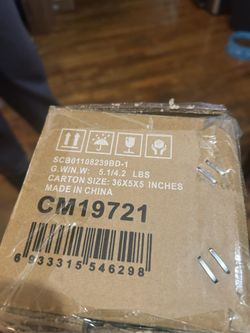 SCB01108239BD-1
G.W/N.W: 5.1/4.2 LBS
CARTON SIZE: 36X5X5 INCHES
MADE IN CHINA
CM19721
6 933315 546298